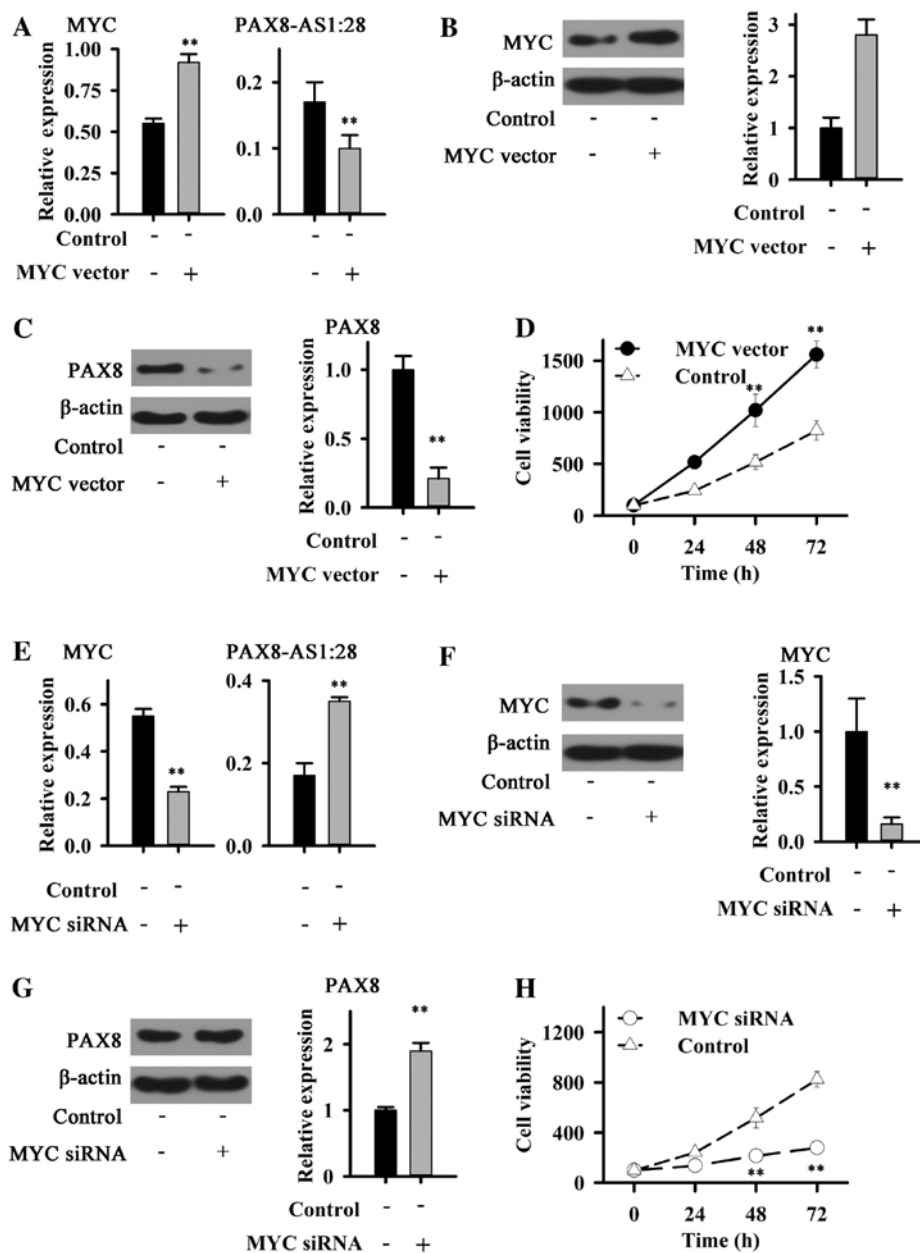 A
MYC
PAX8-AS1:28
Relative expression
1.00
0.75
0.50
0.25
0.00
**
0.2
0.1
0.0
**
Control - - - -
MYC vector - + - +
B
MYC
β-actin
Control - -
MYC vector - +
Relative expression
3
2
1
0
Control - -
MYC vector - +
C
PAX8
β-actin
Control - -
MYC vector - +
PAX8
Relative expression
1.0
0.5
0.0
**
Control - -
MYC vector - +
D
Cell viability
1500
1000
500
100
MYC vector
Control
**
**
0 24 48 72
Time (h)
E
MYC
PAX8-AS1:28
Relative expression
0.6
0.4
0.2
0.0
**
0.4
0.2
0.0
**
Control - - - -
MYC siRNA - + - +
F
MYC
β-actin
Control - -
MYC siRNA - +
MYC
Relative expression
1.5
1.0
0.5
0.0
**
Control - -
MYC siRNA - +
G
PAX8
β-actin
Control - -
MYC siRNA - +
PAX8
Relative expression
2
1
0
**
Control - -
MYC siRNA - +
H
Cell viability
1200
800
400
100
MYC siRNA
Control
** **
0 24 48 72
Time (h)